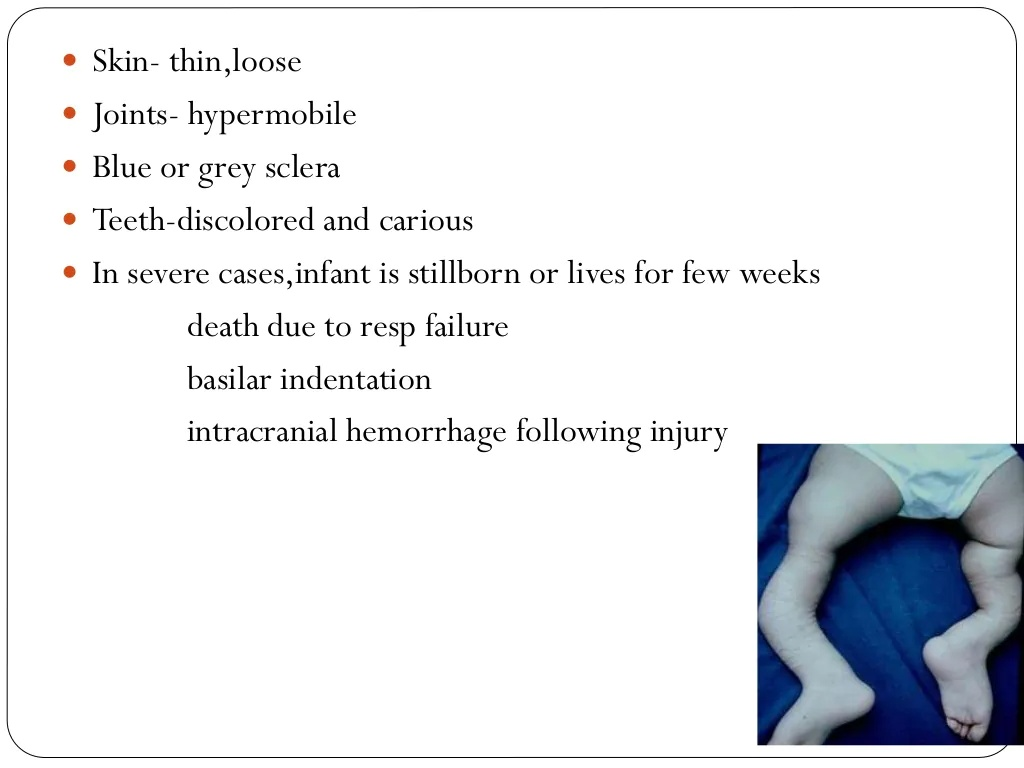 Skin- thin,loose
Joints- hypermobile
Blue or grey sclera
Teeth-discolored and carious
In severe cases,infant is stillborn or lives for few weeks
death due to resp failure
basilar indentation
intracranial hemorrhage following injury